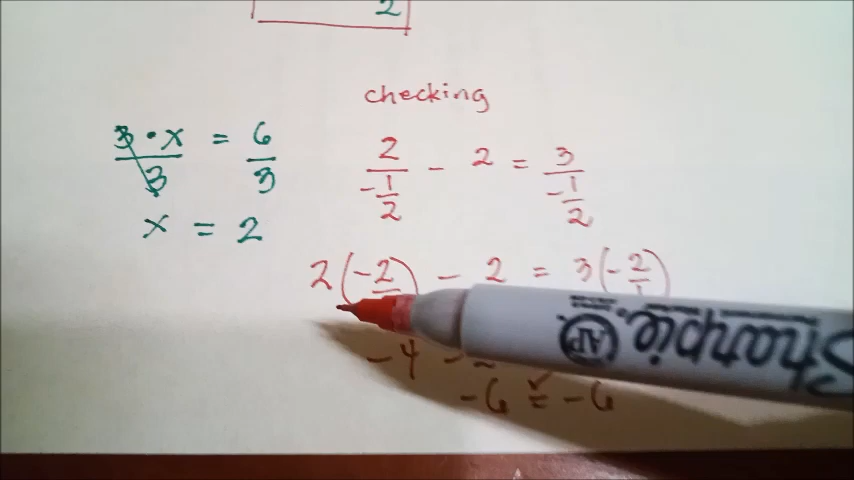 2
checking
3 · x / 3 = 6 / 3
x = 2
2 / -1/2 - 2 = 3 / -1/2
2(-2/ ) - 2 = 3(-2/1)
-4 - 2
-6 = -6
Sharpie.
AP